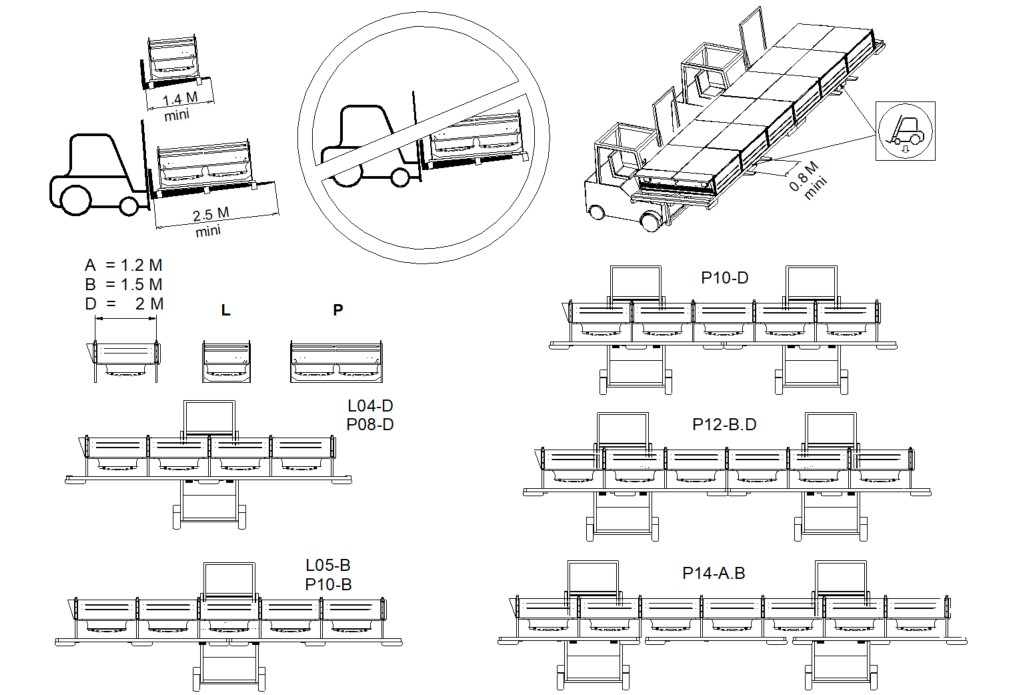 1.4 M
mini
2.5 M
mini
0.8 M
mini
A = 1.2 M
B = 1.5 M
D = 2 M
L
P
P10-D
L04-D
P08-D
P12-B.D
L05-B
P10-B
P14-A.B